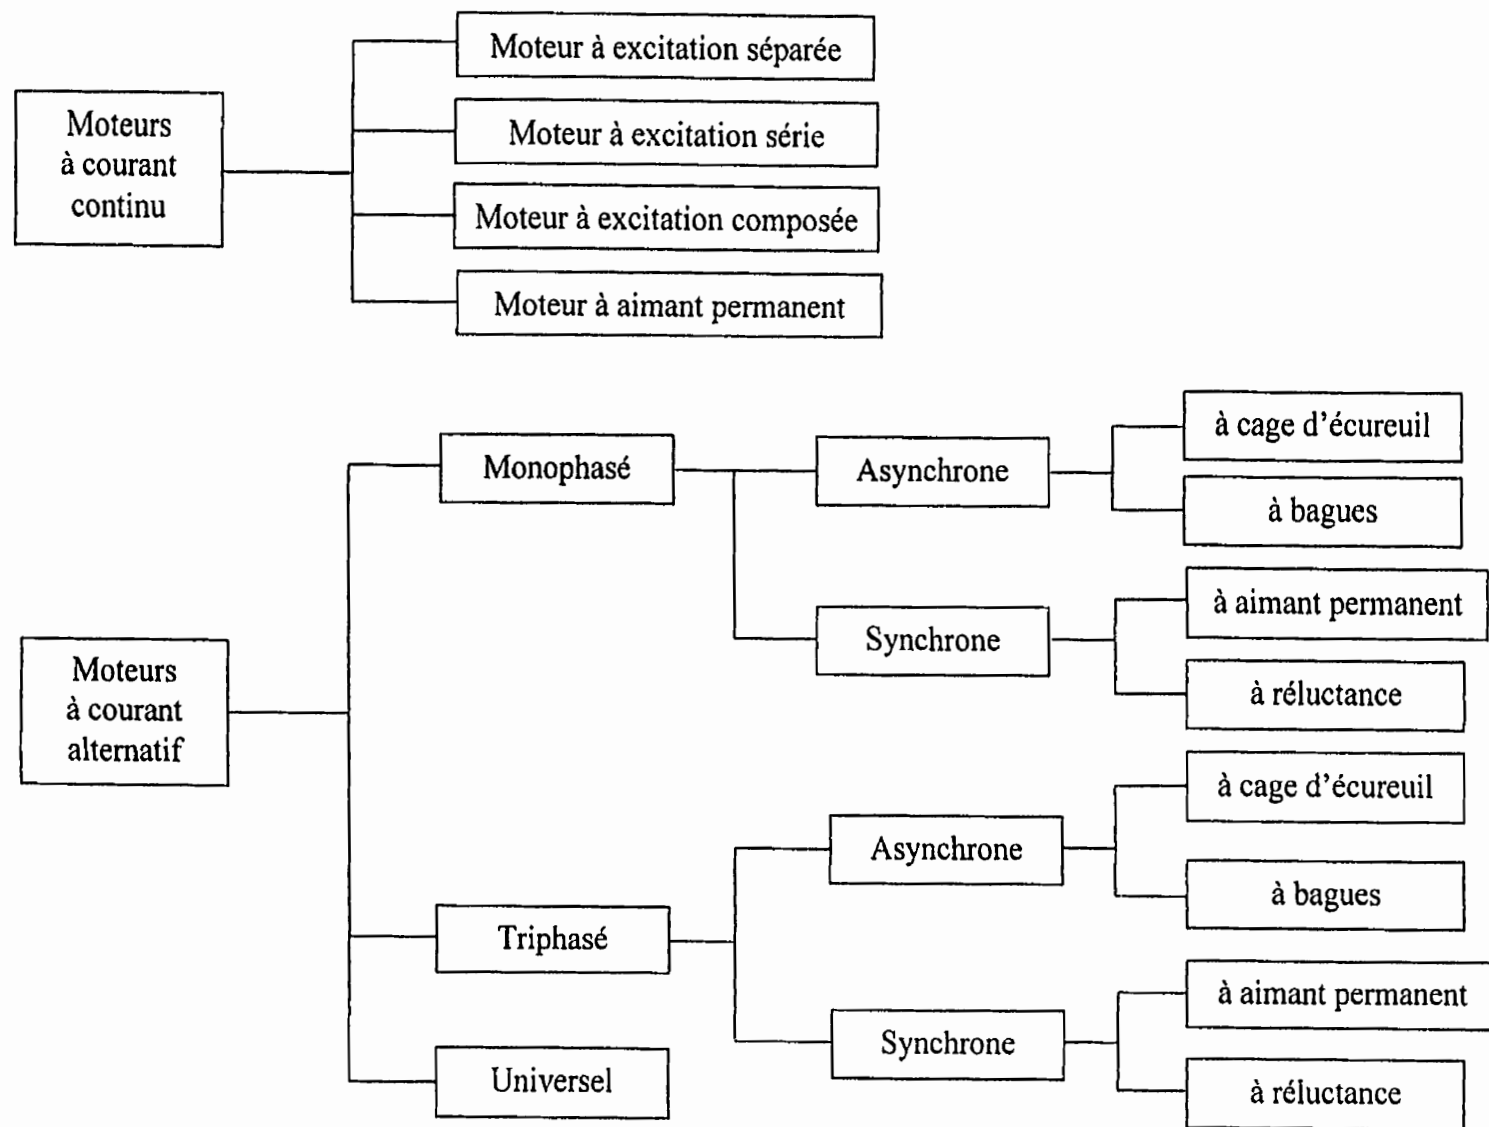 Moteur à excitation séparée
Moteurs
à courant
continu
Moteur à excitation série
Moteur à excitation composée
Moteur à aimant permanent
Moteurs
à courant
alternatif
Monophasé
Asynchrone
à cage d'écureuil
à bagues
Synchrone
à aimant permanent
à réluctance
Triphasé
Asynchrone
à cage d'écureuil
à bagues
Synchrone
à aimant permanent
à réluctance
Universel